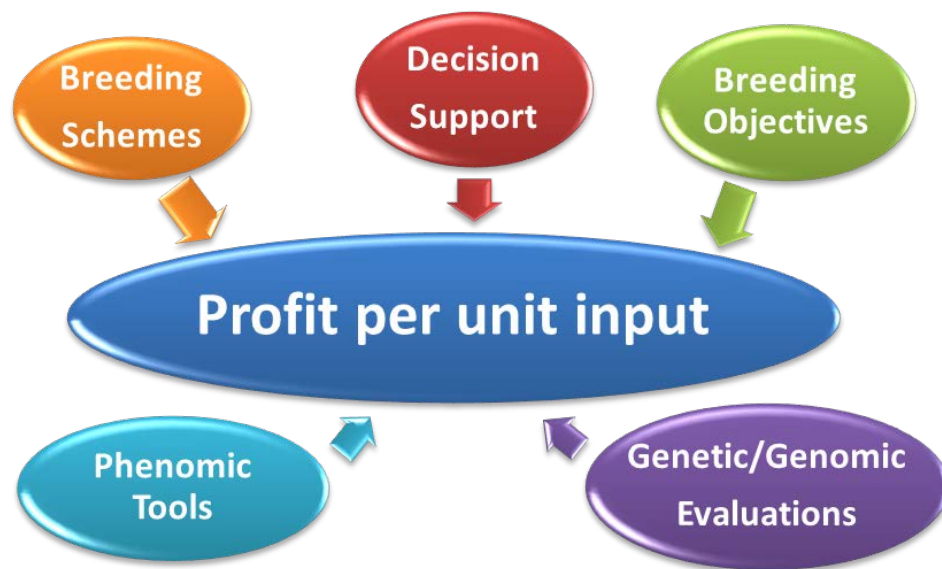 Breeding
Schemes
Decision
Support
Breeding
Objectives
Profit per unit input
Phenomic
Tools
Genetic/Genomic
Evaluations